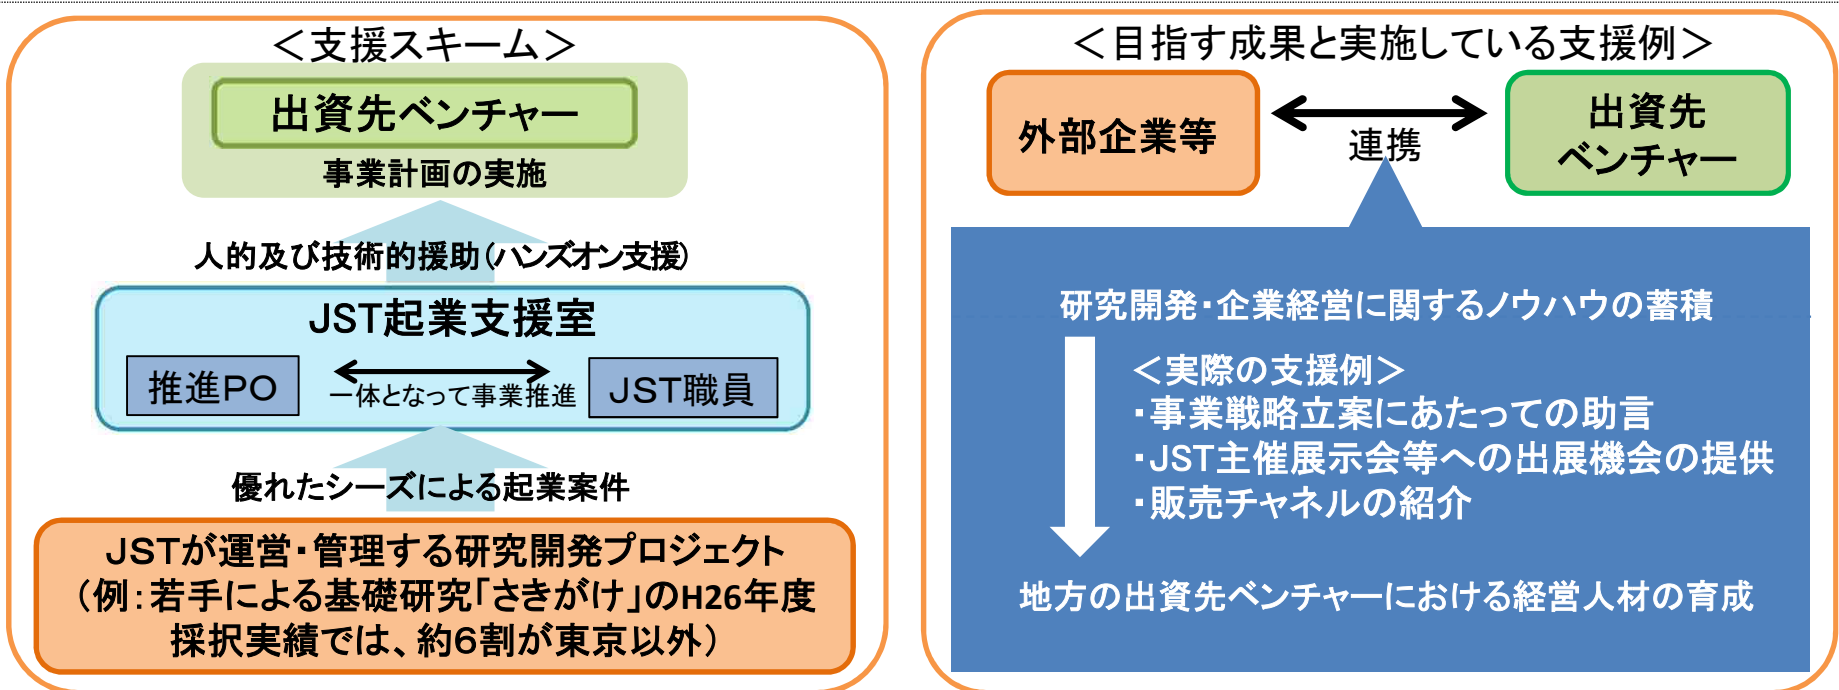 ＜支援スキーム＞
出資先ベンチャー
事業計画の実施
人的及び技術的援助（ハンズオン支援）
JST起業支援室
推進ＰＯ
一体となって事業推進
ＪＳＴ職員
優れたシーズによる起業案件
ＪＳＴが運営・管理する研究開発プロジェクト
（例：若手による基礎研究「さきがけ」のH26年度
採択実績では、約６割が東京以外）
＜目指す成果と実施している支援例＞
外部企業等
連携
出資先
ベンチャー
研究開発・企業経営に関するノウハウの蓄積
＜実際の支援例＞
・事業戦略立案にあたっての助言
・JST主催展示会等への出展機会の提供
・販売チャネルの紹介
地方の出資先ベンチャーにおける経営人材の育成